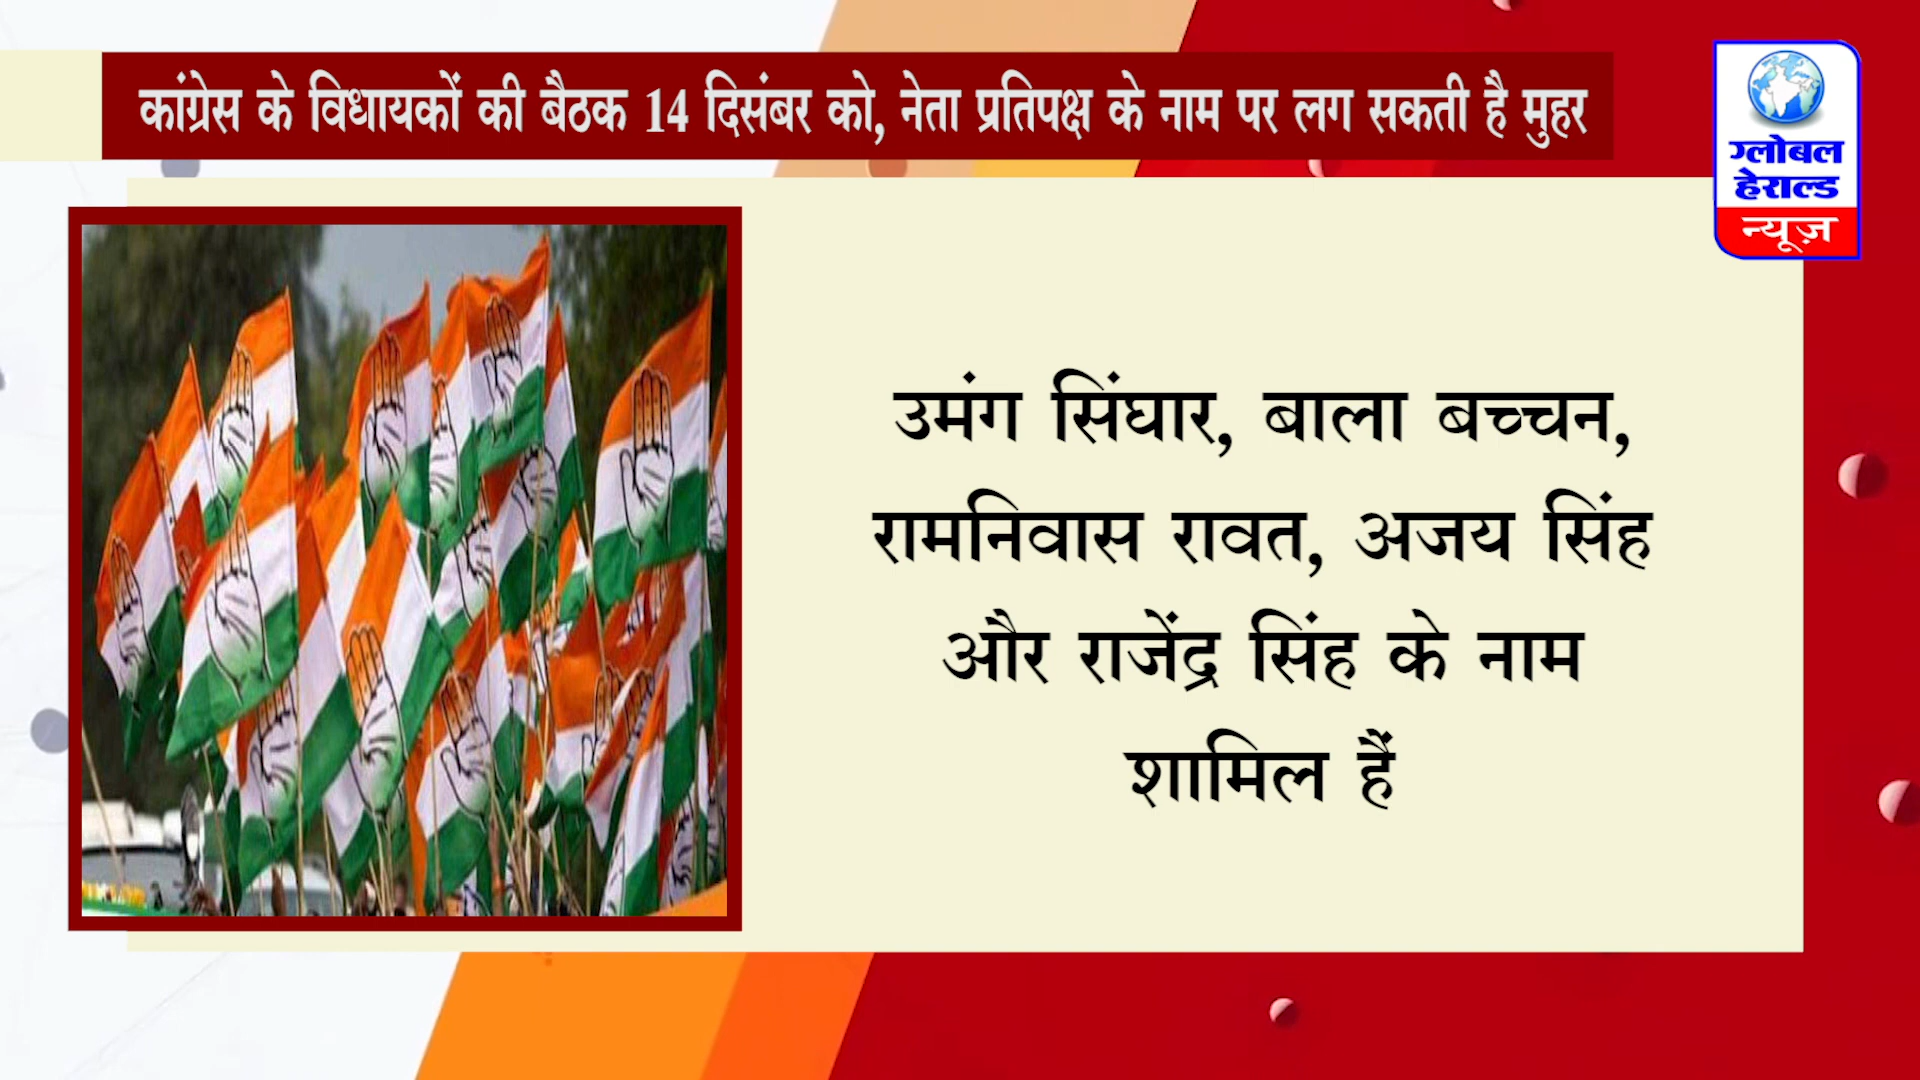 कांग्रेस के विधायकों की बैठक 14 दिसंबर को, नेता प्रतिपक्ष के नाम पर लग सकती है मुहर
ग्लोबल
हेराल्ड
न्यूज़
उमंग सिंघार, बाला बच्चन,
रामनिवास रावत, अजय सिंह
और राजेंद्र सिंह के नाम
शामिल हैं